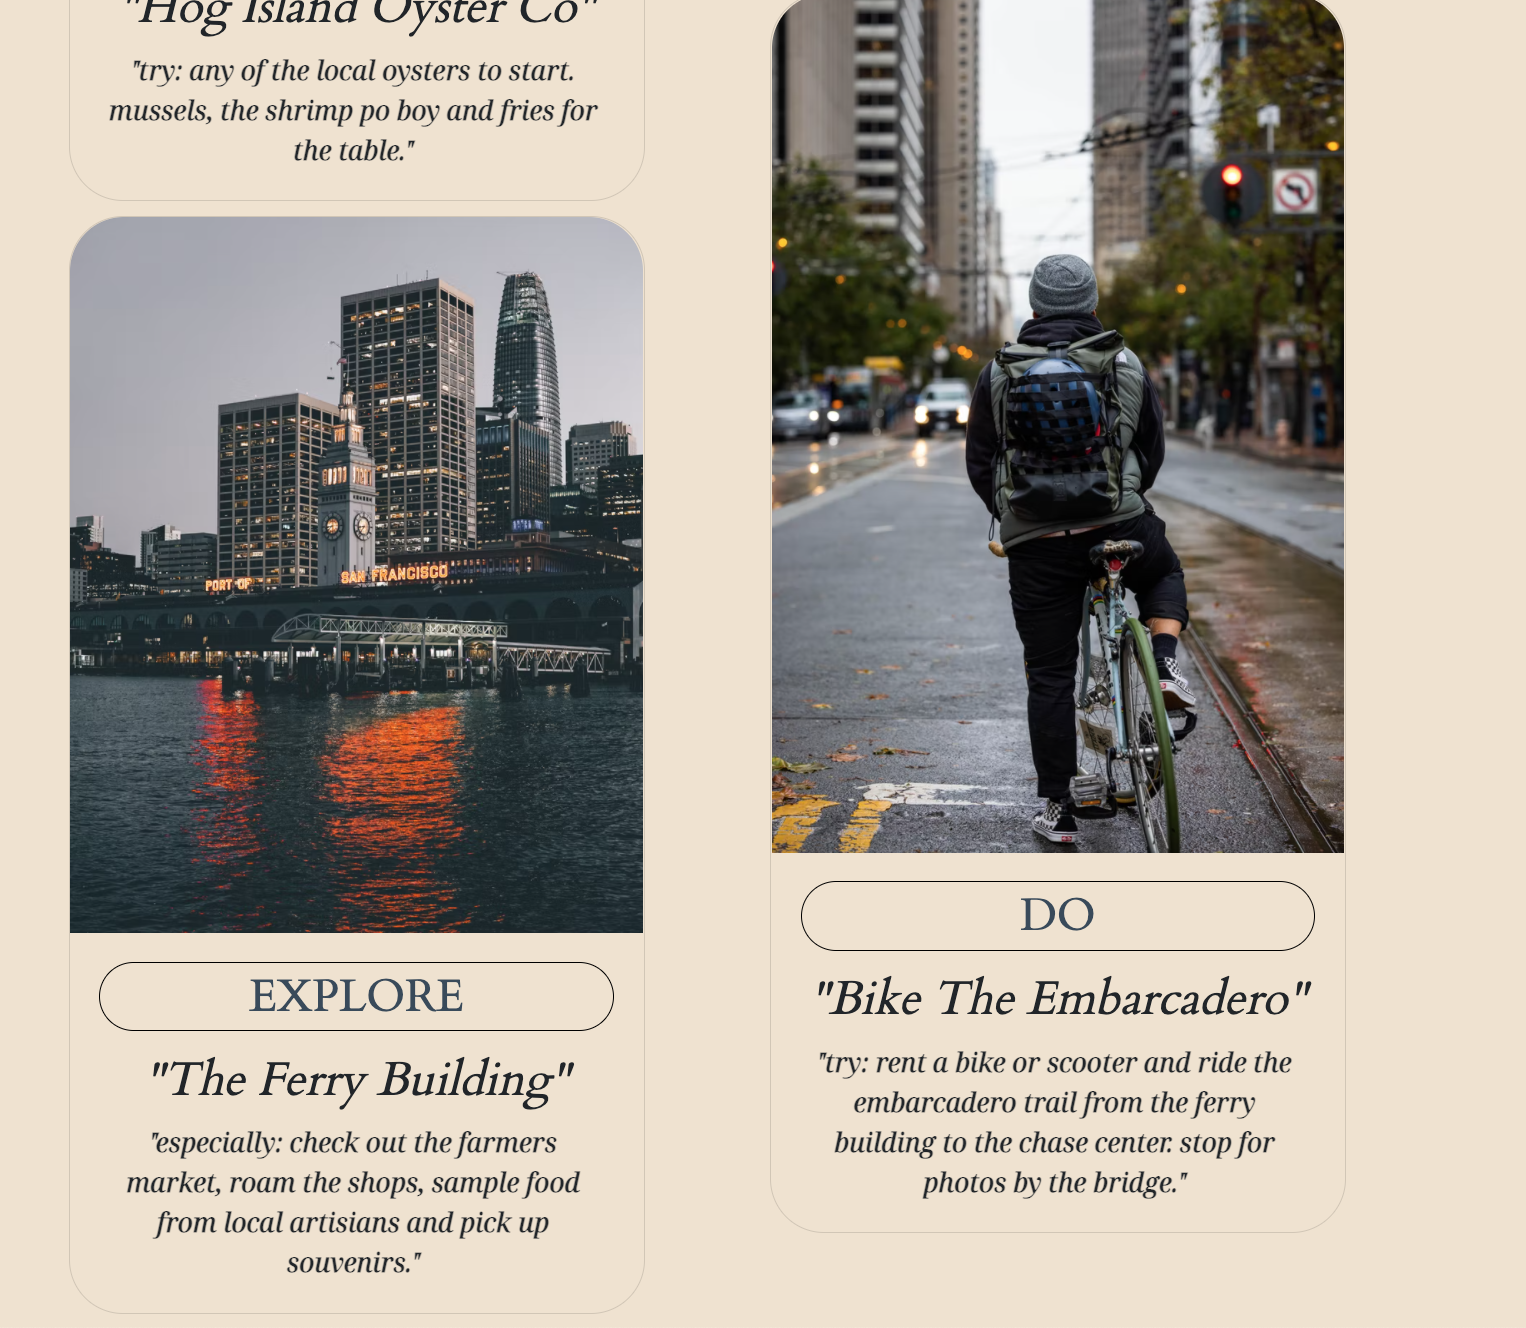 "Hog Island Oyster Co"
"try: any of the local oysters to start.
mussels, the shrimp po boy and fries for
the table."
PORT OF
SAN FRANCISCO
EXPLORE
"The Ferry Building"
"especially: check out the farmers
market, roam the shops, sample food
from local artisians and pick up
souvenirs."
DO
"Bike The Embarcadero"
"try: rent a bike or scooter and ride the
embarcadero trail from the ferry
building to the chase center. stop for
photos by the bridge."